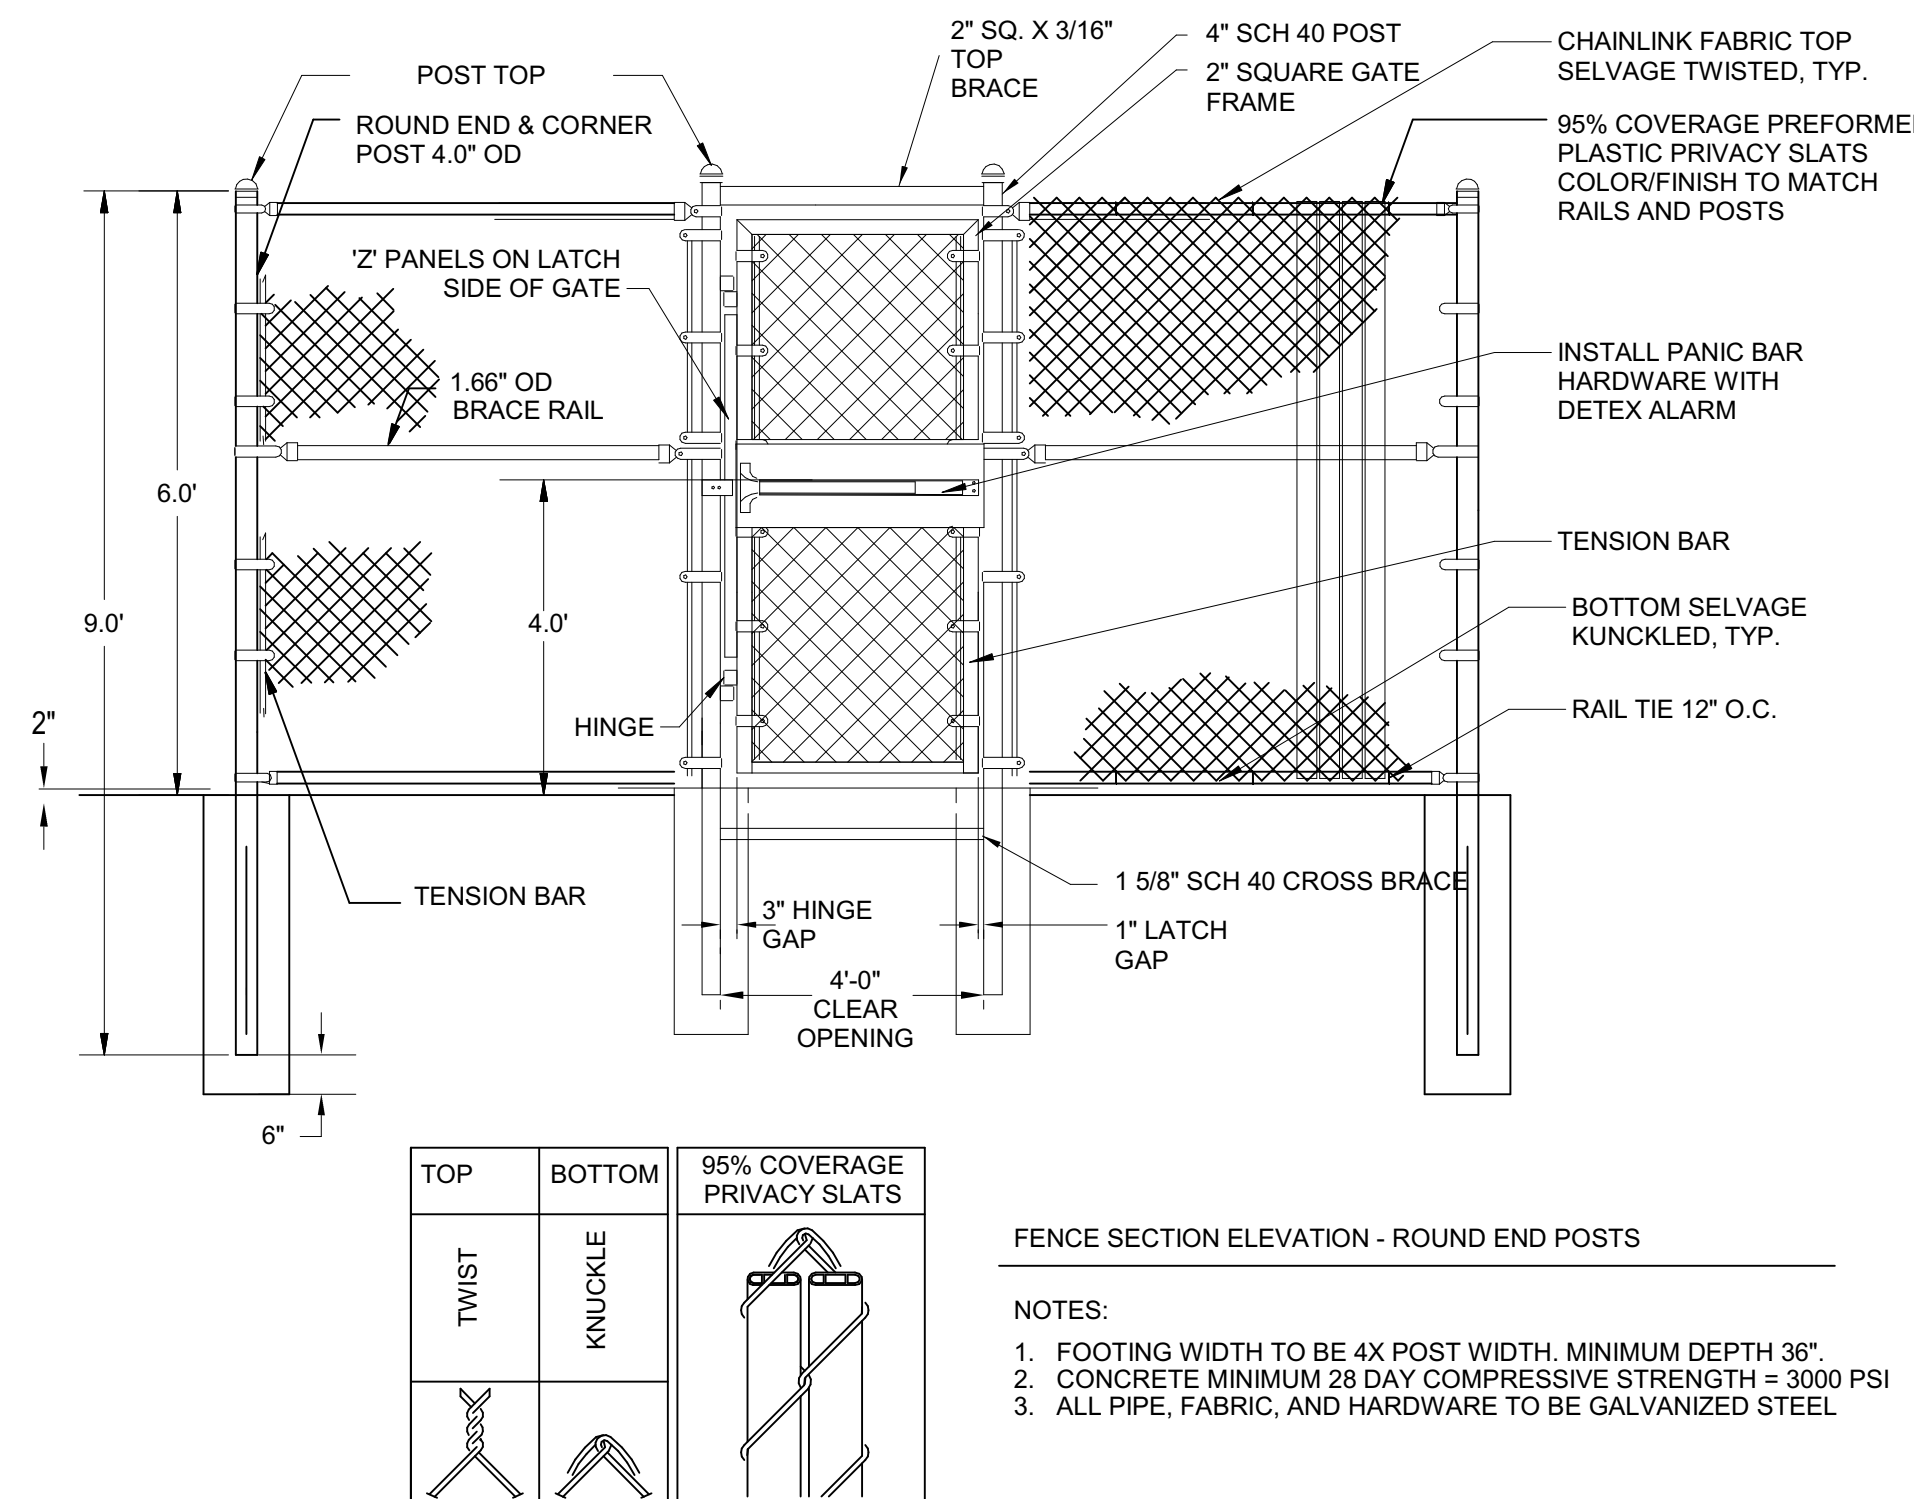 2" SQ. X 3/16"
TOP
BRACE
4" SCH 40 POST
2" SQUARE GATE
FRAME
CHAINLINK FABRIC TOP
SELVAGE TWISTED, TYP.
POST TOP
ROUND END & CORNER
POST 4.0" OD
95% COVERAGE PREFORME
PLASTIC PRIVACY SLATS
COLOR/FINISH TO MATCH
RAILS AND POSTS
'Z' PANELS ON LATCH
SIDE OF GATE
1.66" OD
BRACE RAIL
INSTALL PANIC BAR
HARDWARE WITH
DETEX ALARM
6.0'
9.0'
4.0'
TENSION BAR
BOTTOM SELVAGE
KUNCKLED, TYP.
RAIL TIE 12" O.C.
2"
HINGE
TENSION BAR
1 5/8" SCH 40 CROSS BRACE
3" HINGE
GAP
1" LATCH
GAP
4'-0"
CLEAR
OPENING
6"
TOP
BOTTOM
95% COVERAGE
PRIVACY SLATS
TWIST
KNUCKLE
FENCE SECTION ELEVATION - ROUND END POSTS
NOTES:
1. FOOTING WIDTH TO BE 4X POST WIDTH. MINIMUM DEPTH 36".
2. CONCRETE MINIMUM 28 DAY COMPRESSIVE STRENGTH = 3000 PSI
3. ALL PIPE, FABRIC, AND HARDWARE TO BE GALVANIZED STEEL